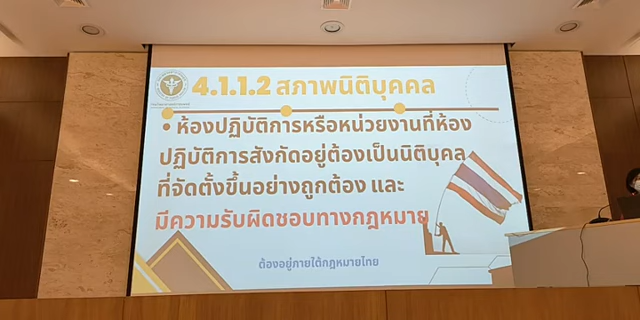 4.1.1.2 สภาพนิติบุคคล
• ห้องปฏิบัติการหรือหน่วยงานที่ห้อง
ปฏิบัติการสังกัดอยู่ต้องเป็นนิติบุคล
ที่จัดตั้งขึ้นอย่างถูกต้อง และ
มีความรับผิดชอบทางกฎหมาย
ต้องอยู่ภายใต้กฎหมายไทย